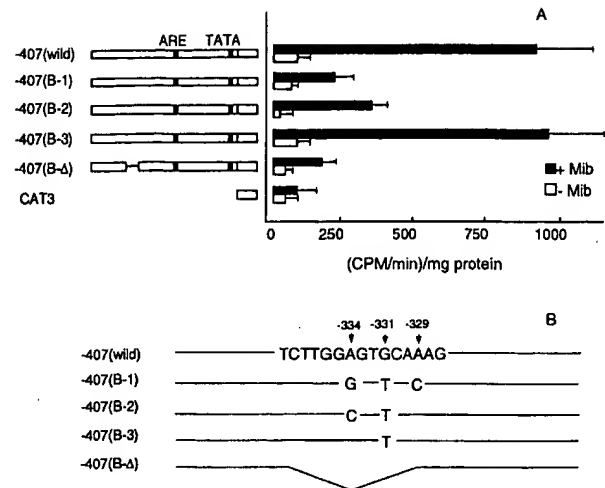 A
ARE TATA
-407(wild)
-407(B-1)
-407(B-2)
-407(B-3)
-407(B-Δ)
CAT3
+ Mib
- Mib
0 250 500 750 1000
(CPM/min)/mg protein
B
-334 -331 -329
-407(wild) TCTTGGAGTGCAAAG
-407(B-1) G T C
-407(B-2) C T
-407(B-3) T
-407(B-Δ)